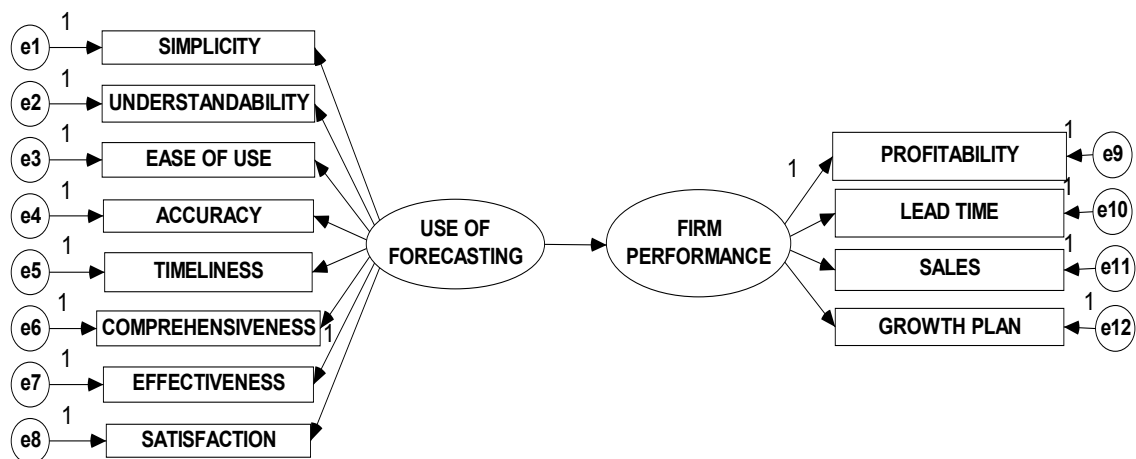 1
e1
SIMPLICITY
1
e2
UNDERSTANDABILITY
1
e3
EASE OF USE
1
e4
ACCURACY
1
e5
TIMELINESS
1
e6
COMPREHENSIVENESS
1
1
e7
EFFECTIVENESS
1
e8
SATISFACTION
USE OF
FORECASTING
FIRM
PERFORMANCE
1
PROFITABILITY
1
e9
LEAD TIME
1
e10
SALES
1
e11
GROWTH PLAN
1
e12